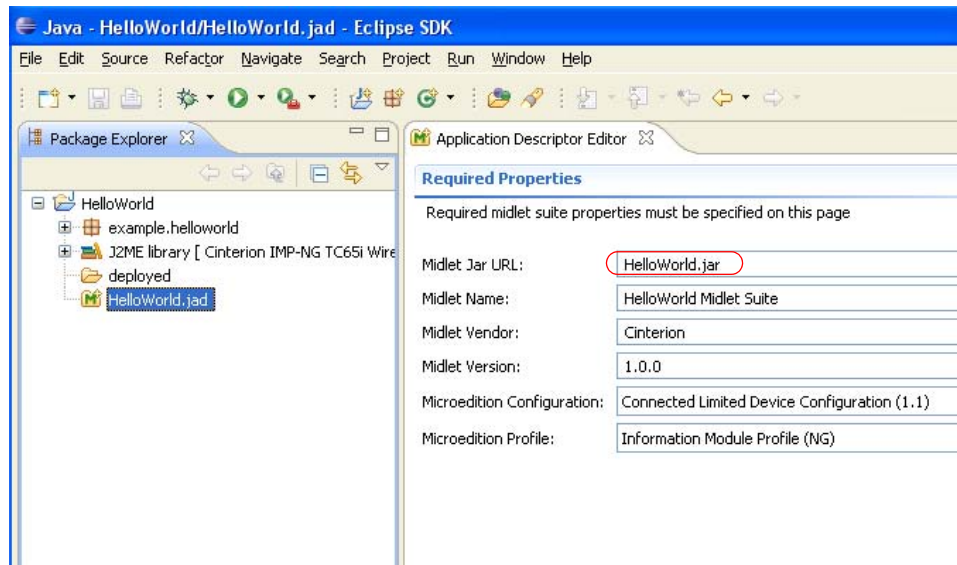 Java - HelloWorld/HelloWorld.jad - Eclipse SDK
File Edit Source Refactor Navigate Search Project Run Window Help
Package Explorer
Application Descriptor Editor
HelloWorld
example.helloworld
J2ME library [ Cinterion IMP-NG TC65i Wire
deployed
HelloWorld.jad
Required Properties
Required midlet suite properties must be specified on this page
Midlet Jar URL: HelloWorld.jar
Midlet Name: HelloWorld Midlet Suite
Midlet Vendor: Cinterion
Midlet Version: 1.0.0
Microedition Configuration: Connected Limited Device Configuration (1.1)
Microedition Profile: Information Module Profile (NG)